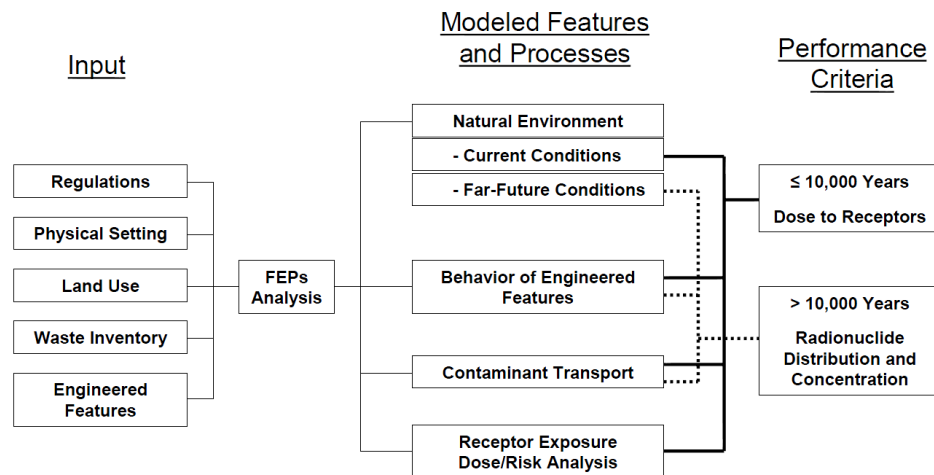 Input
Modeled Features
and Processes
Performance
Criteria
Regulations
Physical Setting
Land Use
Waste Inventory
Engineered
Features
FEPs
Analysis
Natural Environment
- Current Conditions
- Far-Future Conditions
Behavior of Engineered
Features
Contaminant Transport
Receptor Exposure
Dose/Risk Analysis
≤ 10,000 Years
Dose to Receptors
> 10,000 Years
Radionuclide
Distribution and
Concentration